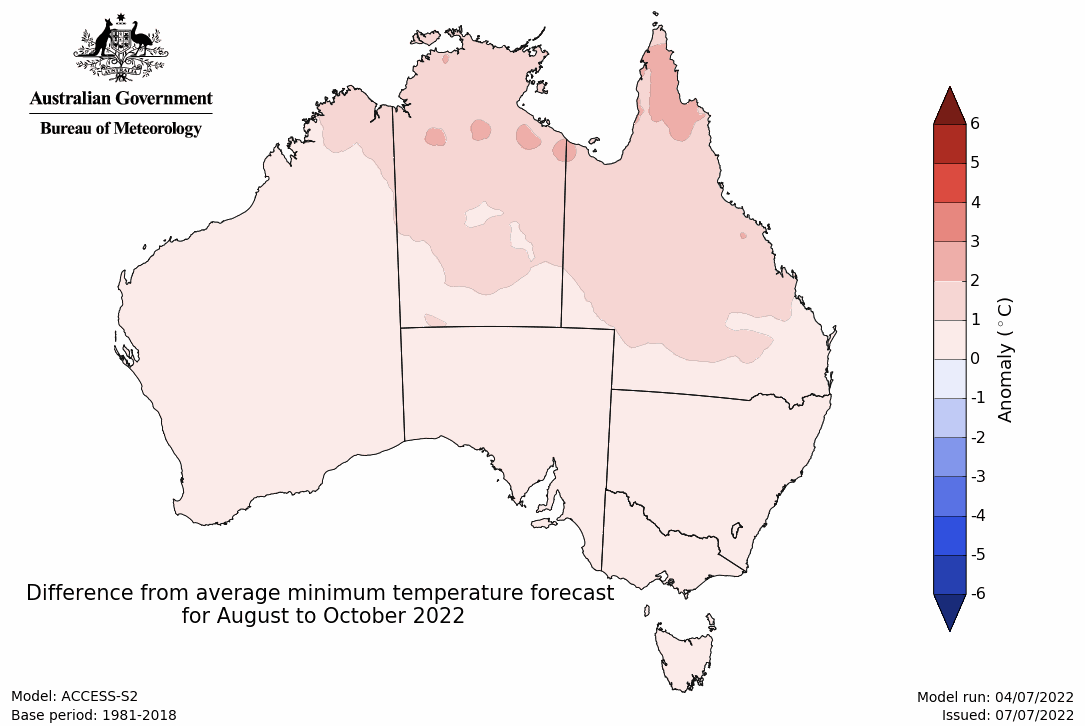 Australian Government
Bureau of Meteorology
6
5
4
3
2
1
0
-1
-2
-3
-4
-5
-6
Anomaly (°C)
Difference from average minimum temperature forecast
for August to October 2022
Model: ACCESS-S2
Base period: 1981-2018
Model run: 04/07/2022
Issued: 07/07/2022